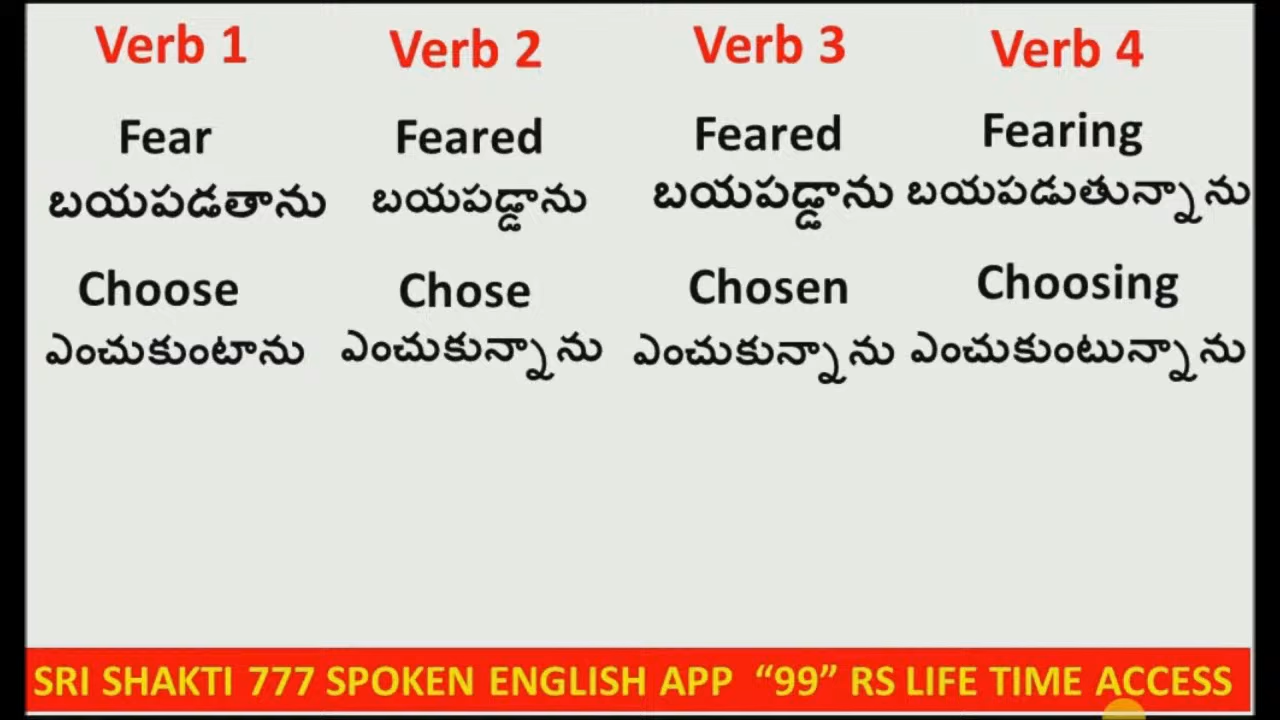 Verb 1 Verb 2 Verb 3 Verb 4
Fear Feared Feared Fearing
బయపడతాను బయపడ్డాను బయపడ్డాను బయపడుతున్నాను
Choose Chose Chosen Choosing
ఎంచుకుంటాను ఎంచుకున్నాను ఎంచుకున్నాను ఎంచుకుంటున్నాను
SRI SHAKTI 777 SPOKEN ENGLISH APP “99” RS LIFE TIME ACCESS